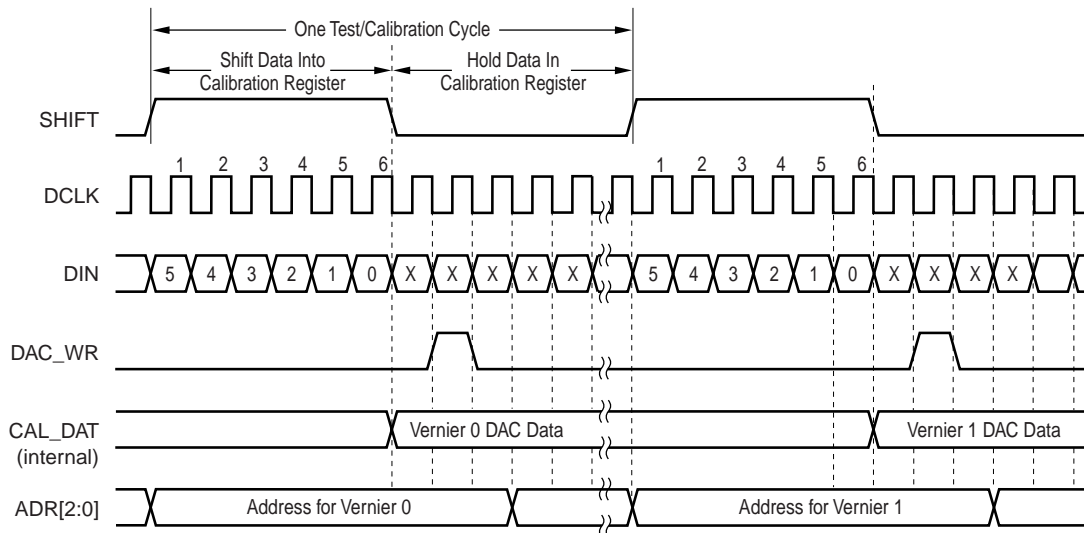 One Test/Calibration Cycle
Shift Data Into
Calibration Register
Hold Data In
Calibration Register
SHIFT
1 2 3 4 5 6 1 2 3 4 5 6
DCLK
DIN 5 4 3 2 1 0 X X X X X 5 4 3 2 1 0 X X X X
DAC_WR
CAL_DAT
(internal)
Vernier 0 DAC Data Vernier 1 DAC Data
ADR[2:0] Address for Vernier 0 Address for Vernier 1